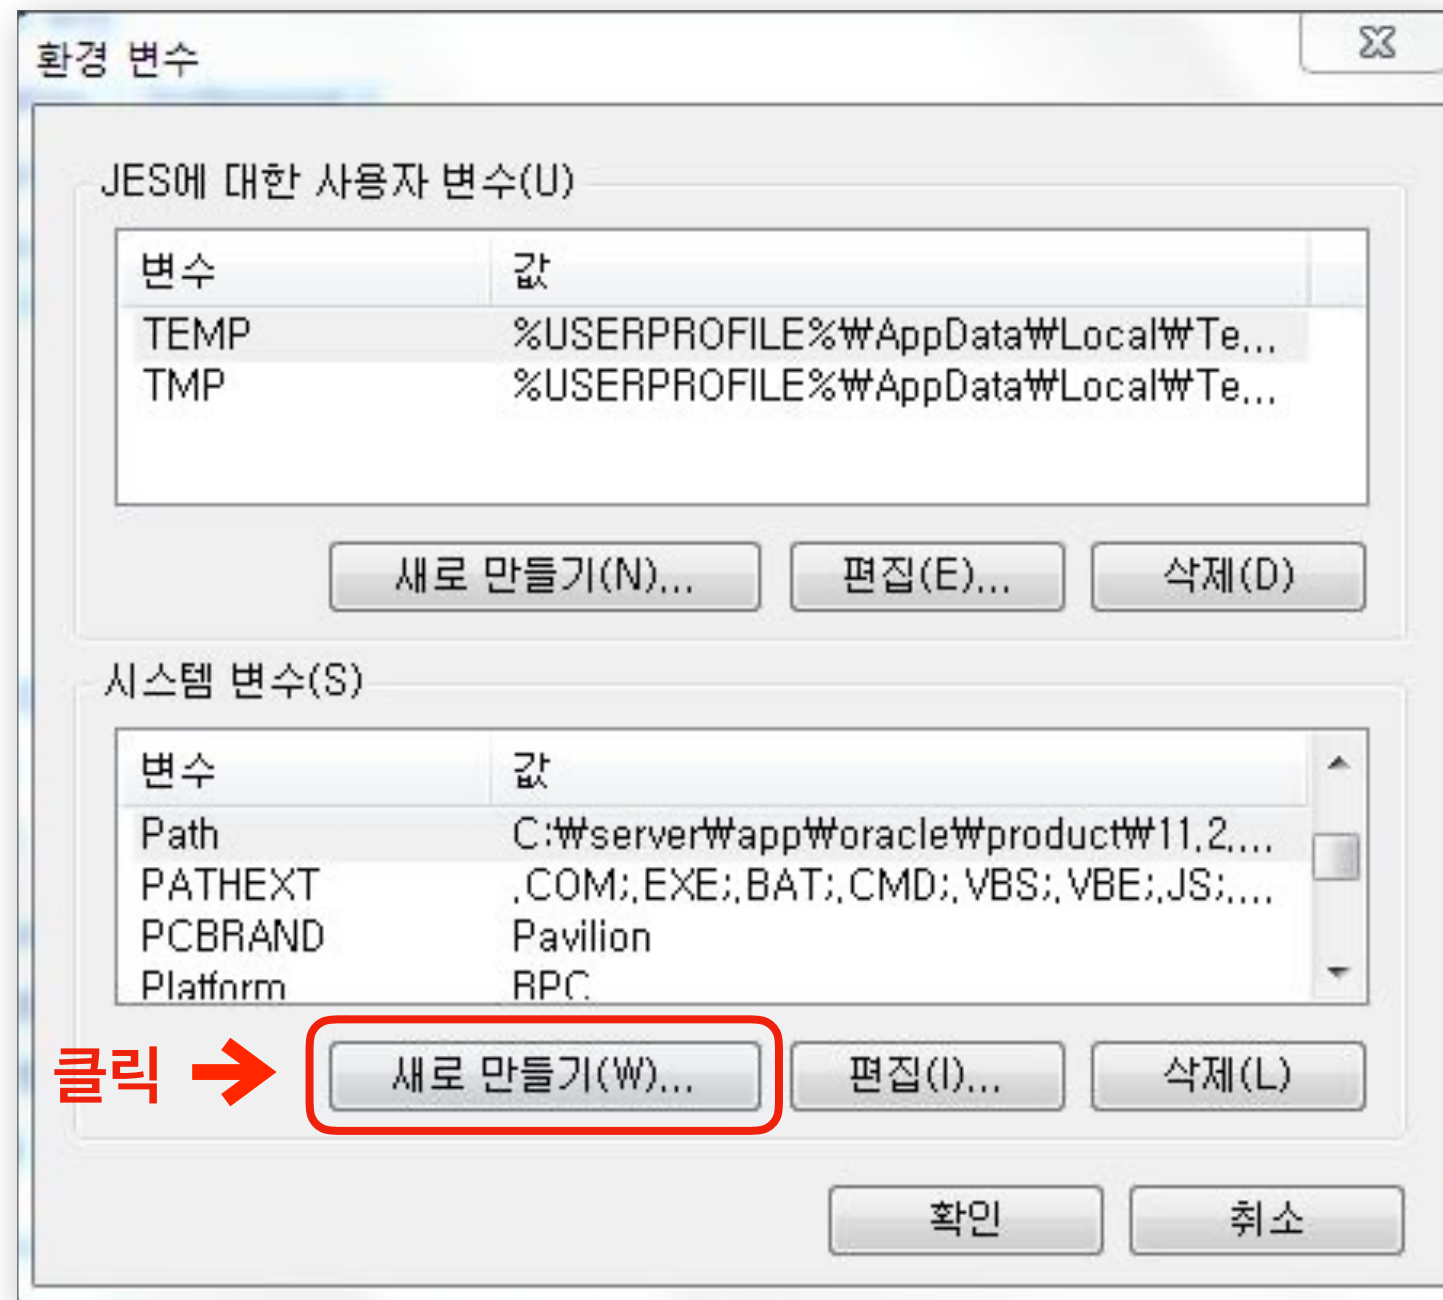 환경 변수
JES에 대한 사용자 변수(U)
변수 값
TEMP %USERPROFILE%₩AppData₩Local₩Te...
TMP %USERPROFILE%₩AppData₩Local₩Te...
새로 만들기(N)... 편집(E)... 삭제(D)
시스템 변수(S)
변수 값
Path C:₩server₩app₩oracle₩product₩11.2....
PATHEXT .COM;.EXE;.BAT;.CMD;.VBS;.VBE;.JS;....
PCBRAND Pavilion
Platform BPC
클릭 새로 만들기(W)... 편집(I)... 삭제(L)
확인 취소